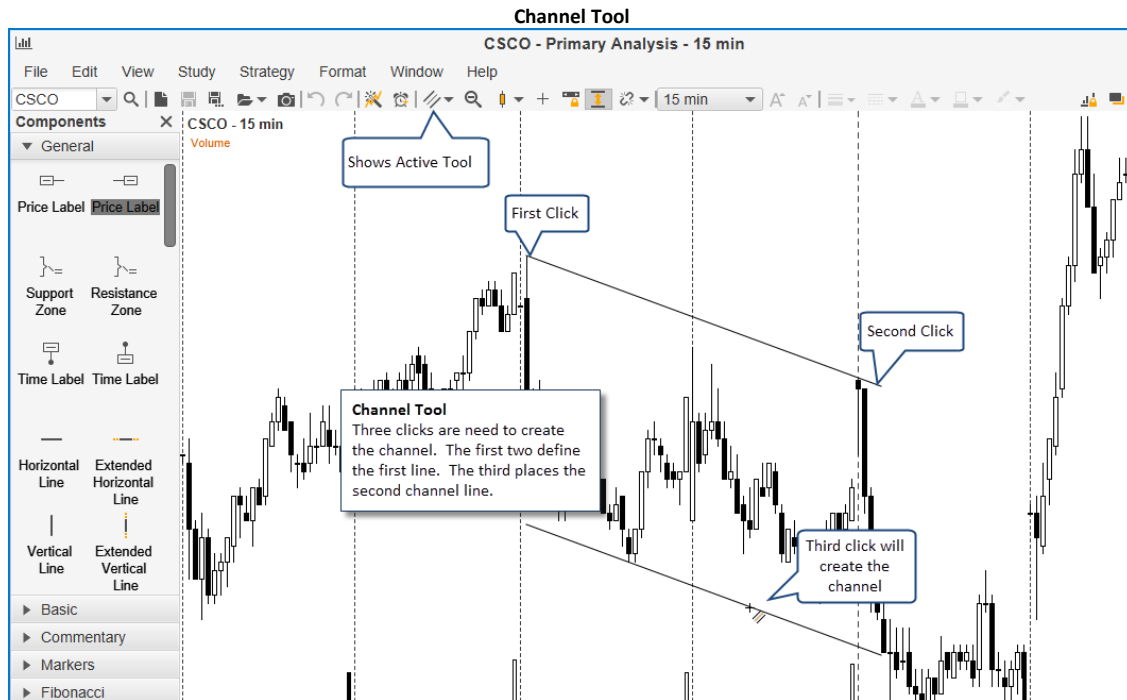 Channel Tool
CSCO - Primary Analysis - 15 min
File Edit View Study Strategy Format Window Help
CSCO
15 min
A A
A
Components
CSCO - 15 min
Volume
General
Shows Active Tool
Price Label Price Label
First Click
Support
Zone
Resistance
Zone
Second Click
Time Label Time Label
Channel Tool
Three clicks are need to create
the channel. The first two define
the first line. The third places the
second channel line.
Horizontal
Line
Extended
Horizontal
Line
Vertical
Line
Extended
Vertical
Line
Third click will
create the
channel
Basic
Commentary
Markers
Fibonacci